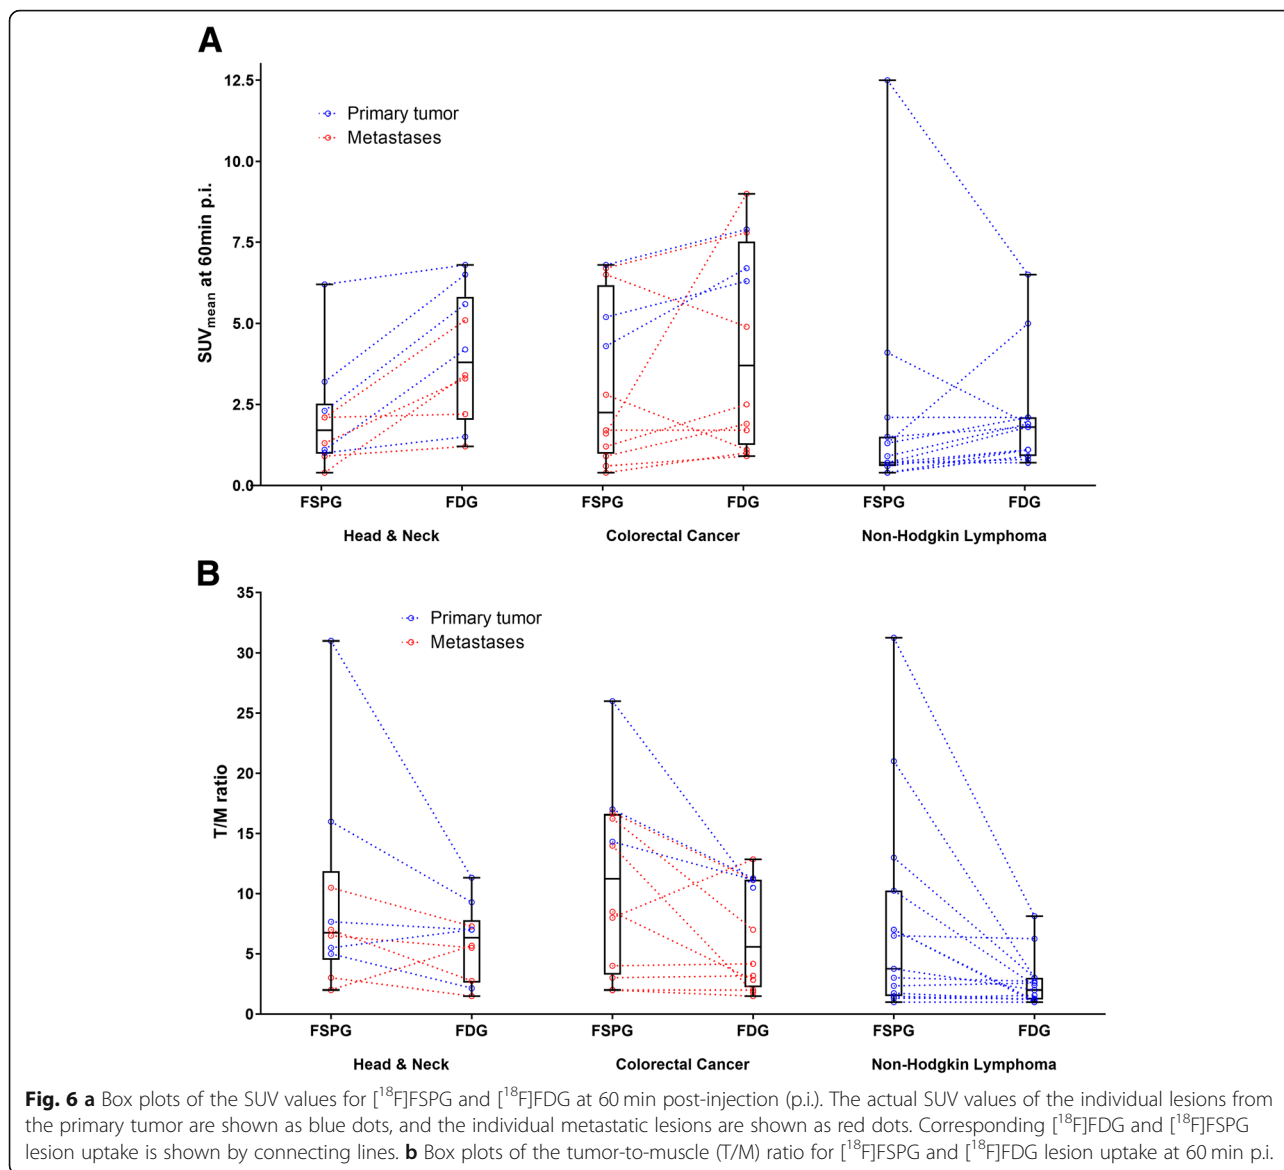 A
12.5
10.0
7.5
5.0
2.5
0.0
SUVmean at 60min p.i.
Primary tumor
Metastases
FSPG FDG FSPG FDG FSPG FDG
Head & Neck Colorectal Cancer Non-Hodgkin Lymphoma
B
35
30
25
20
15
10
5
0
T/M ratio
Primary tumor
Metastases
FSPG FDG FSPG FDG FSPG FDG
Head & Neck Colorectal Cancer Non-Hodgkin Lymphoma
Fig. 6 a Box plots of the SUV values for [18F]FSPG and [18F]FDG at 60 min post-injection (p.i.). The actual SUV values of the individual lesions from
the primary tumor are shown as blue dots, and the individual metastatic lesions are shown as red dots. Corresponding [18F]FDG and [18F]FSPG
lesion uptake is shown by connecting lines. b Box plots of the tumor-to-muscle (T/M) ratio for [18F]FSPG and [18F]FDG lesion uptake at 60 min p.i.